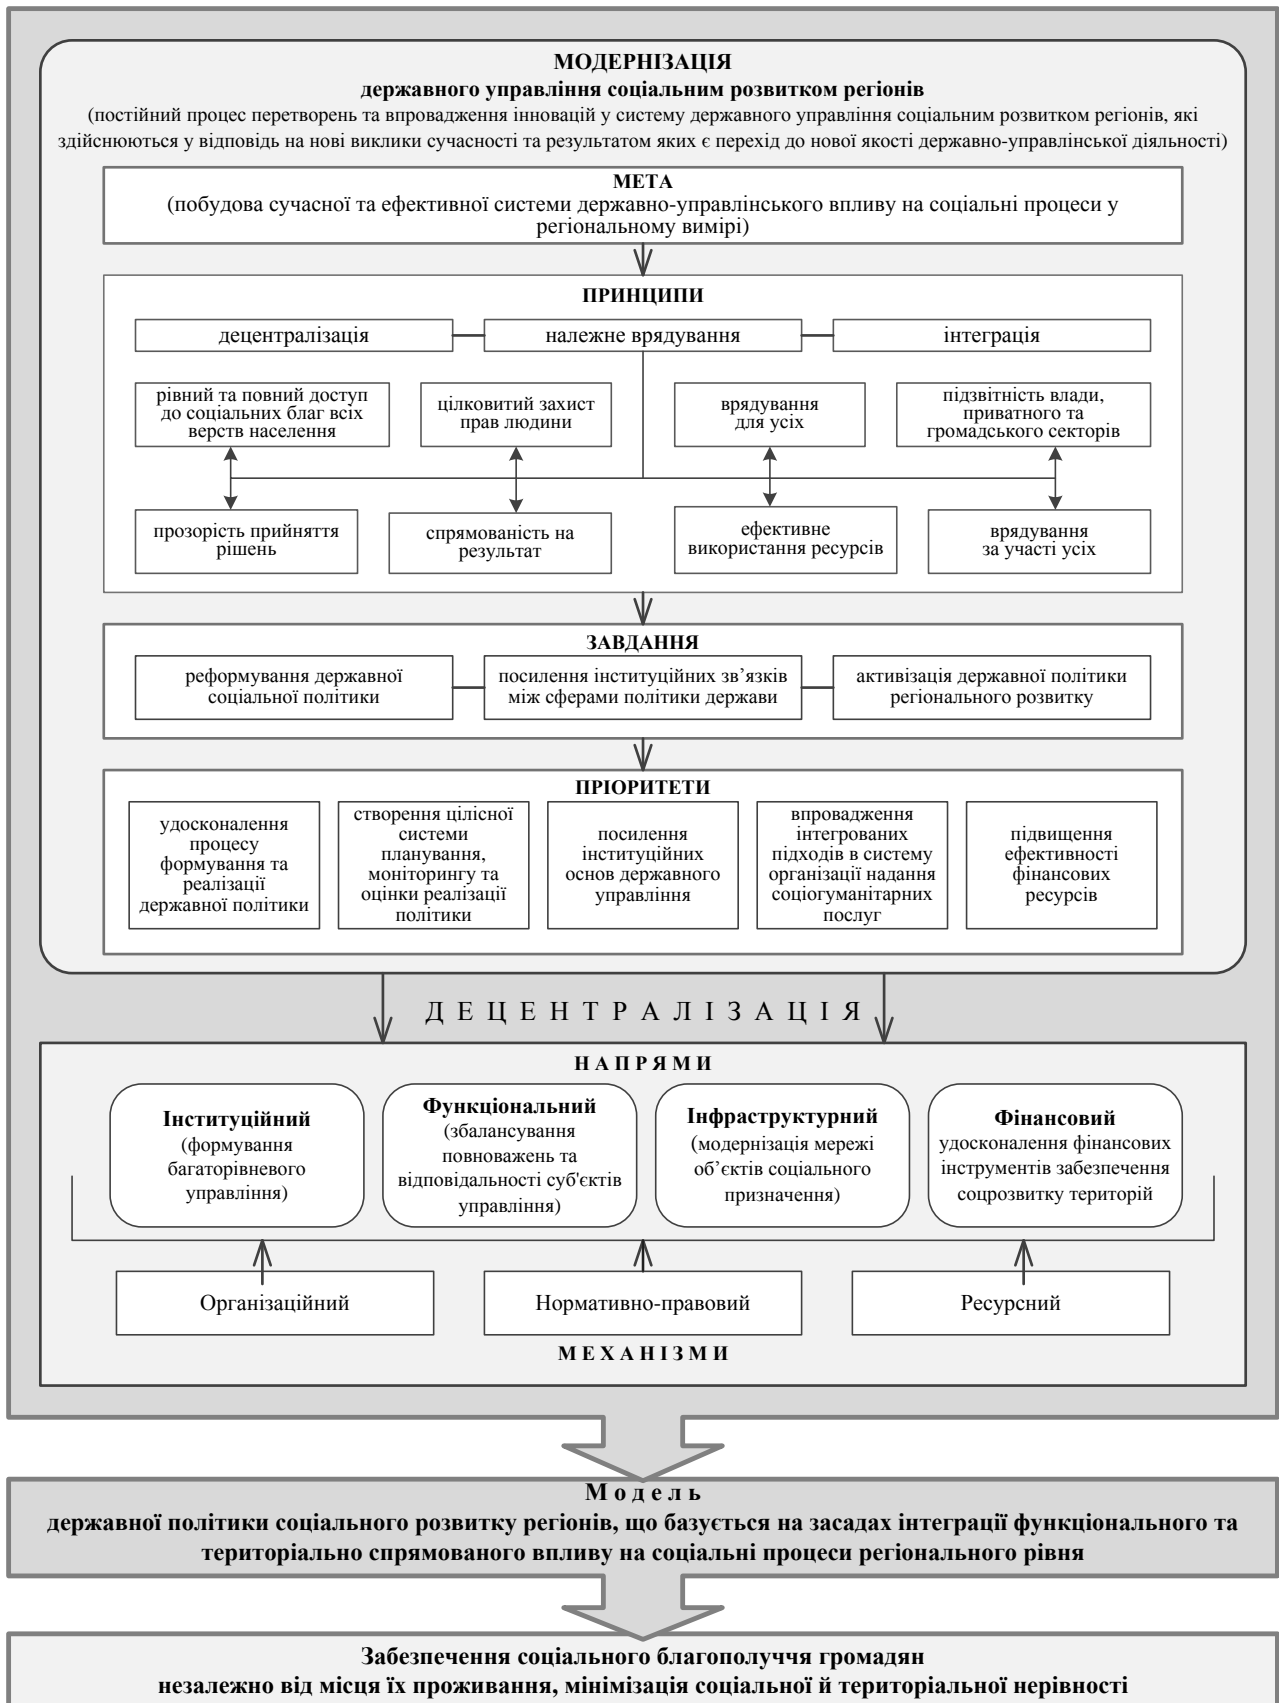 МОДЕРНІЗАЦІЯ
державного управління соціальним розвитком регіонів
(постійний процес перетворень та впровадження інновацій у систему державного управління соціальним розвитком регіонів, які
здійснюються у відповідь на нові виклики сучасності та результатом яких є перехід до нової якості державно-управлінської діяльності)
МЕТА
(побудова сучасної та ефективної системи державно-управлінського впливу на соціальні процеси у
регіональному вимірі)
ПРИНЦИПИ
децентралізація
належне врядування
інтеграція
рівний та повний доступ
до соціальних благ всіх
верств населення
цілковитий захист
прав людини
врядування
для усіх
підзвітність влади,
приватного та
громадського секторів
прозорість прийняття
рішень
спрямованість на
результат
ефективне
використання ресурсів
врядування
за участі усіх
ЗАВДАННЯ
реформування державної
соціальної політики
посилення інституційних зв’язків
між сферами політики держави
активізація державної політики
регіонального розвитку
ПРІОРИТЕТИ
удосконалення
процесу
формування та
реалізації
державної політики
створення цілісної
системи
планування,
моніторингу та
оцінки реалізації
політики
посилення
інституційних
основ державного
управління
впровадження
інтегрованих
підходів в систему
організації надання
соціогуманітарних
послуг
підвищення
ефективності
фінансових
ресурсів
ДЕЦЕНТРАЛІЗАЦІЯ
НАПРЯМИ
Інституційний
(формування
багаторівневого
управління)
Функціональний
(збалансування
повноважень та
відповідальності суб'єктів
управління)
Інфраструктурний
(модернізація мережі
об’єктів соціального
призначення)
Фінансовий
удосконалення фінансових
інструментів забезпечення
соцрозвитку територій
Організаційний
Нормативно-правовий
Ресурсний
МЕХАНІЗМИ
Модель
державної політики соціального розвитку регіонів, що базується на засадах інтеграції функціонального та
територіально спрямованого впливу на соціальні процеси регіонального рівня
Забезпечення соціального благополуччя громадян
незалежно від місця їх проживання, мінімізація соціальної й територіальної нерівності